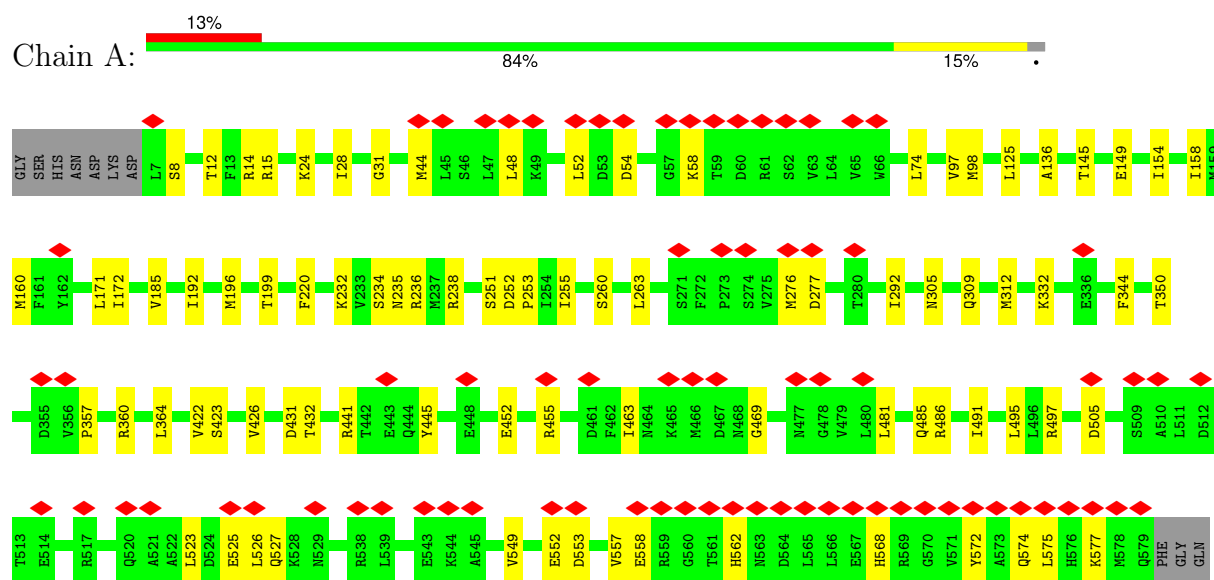 13%
Chain A:
84% 15% •
GLY SER HIS ASN ASP LYS ASP L7 S8 T12 F13 R14 R15 K24 I28 G31 M44 L45 S46 L47 L48 K49 L52 D53 D54 G57 K58 T59 D60 R61 S62 V63 L64 V65 W66 L74 V97 M98 L125 A136 T145 E149 I154 I158 M159
M160 F161 Y162 L171 I172 V185 I192 M196 T199 F220 K232 V233 S234 N235 R236 M237 R238 S251 D252 P253 I254 I255 S260 L263 S271 F272 P273 S274 V275 M276 D277 T280 I292 N305 Q309 M312 K332 E336 F344 T350
D355 V356 P357 R360 L364 V422 S423 V426 D431 T432 R441 T442 E443 Q444 Y445 E448 E452 R455 D461 F462 I463 N464 K465 M466 D467 N468 G469 N477 G478 V479 L480 L481 Q485 R486 I491 L495 L496 R497 D505 S509 A510 L511 D512
T513 E514 R517 Q520 A521 A522 L523 D524 E525 L526 Q527 K528 N529 R538 L539 E543 K544 A545 V549 E552 D553 V557 E558 R559 G560 T561 H562 N563 D564 L565 L566 E567 H568 R569 G570 V571 Y572 A573 Q574 L575 H576 K577 M578 Q579 PHE GLY GLN